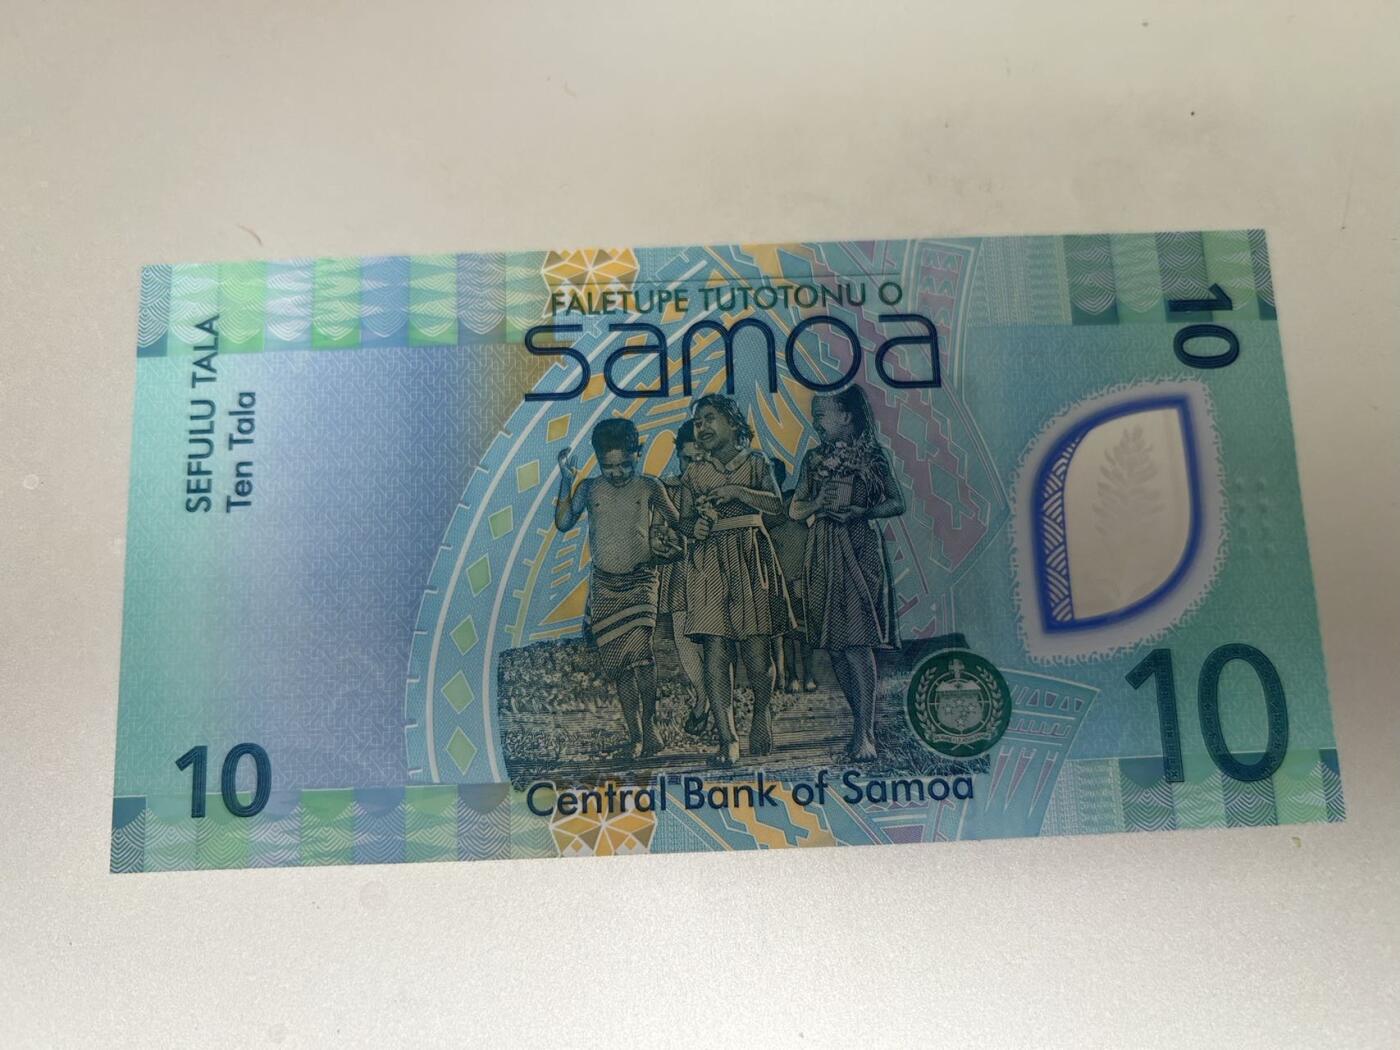 SEFULU TALA
Ten Tala
10
FALETUPE TUTOTONU O
samoa
10
10
Central Bank of Samoa